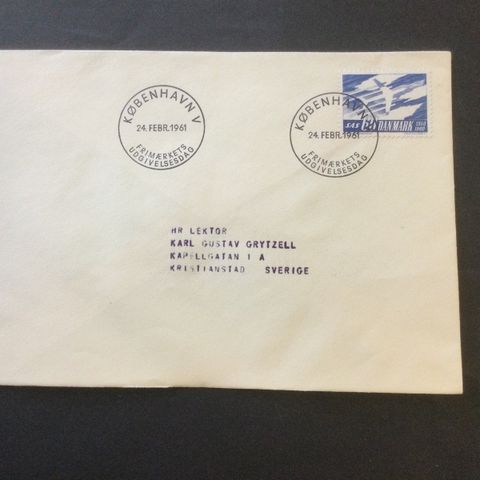 KØBENHAVN V
24. FEBR. 1961
FRIMÆRKETS
UDGIVELSESDAG
KØBENHAVN V
24. FEBR. 1961
FRIMÆRKETS
UDGIVELSESDAG
SAS 60 DANMARK
HR LEKTOR
KARL GUSTAV GRYTZELL
KAPELLGATAN 1 A
KRISTIANSTAD SVERIGE